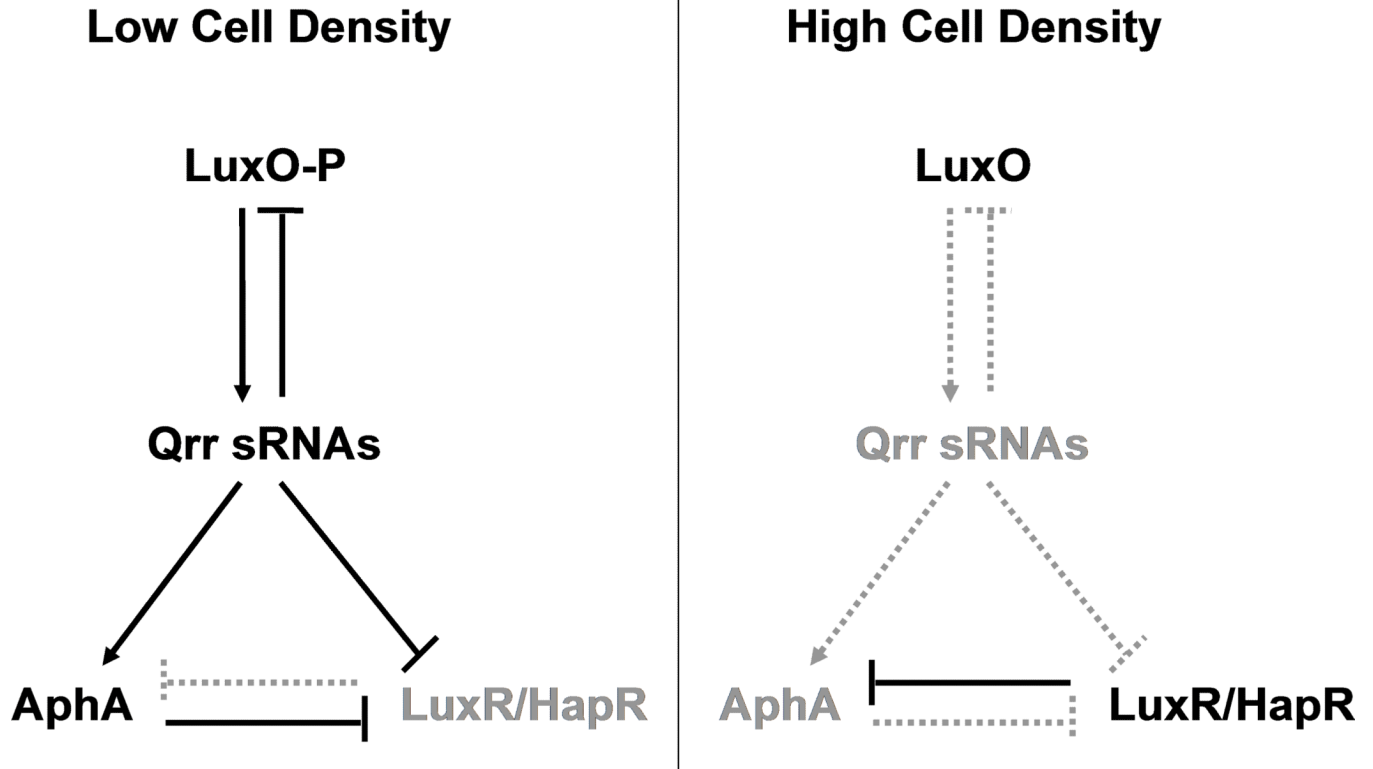 Low Cell Density
LuxO-P
Qrr sRNAs
AphA
LuxR/HapR
High Cell Density
LuxO
Qrr sRNAs
AphA
LuxR/HapR